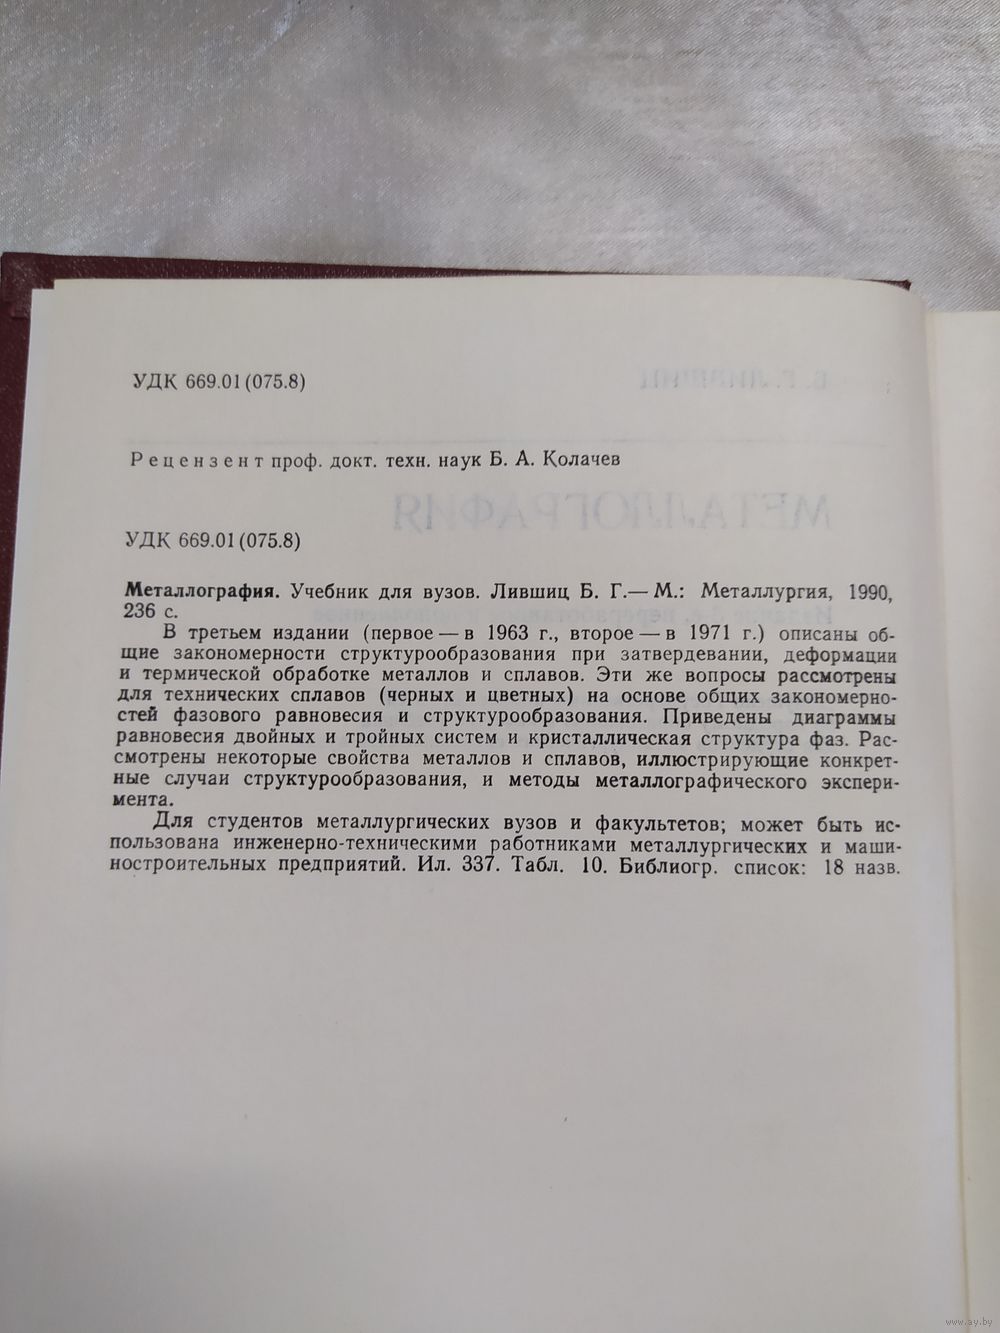 УДК 669.01(075.8)
Рецензент проф. докт. техн. наук Б. А. Колачев
УДК 669.01(075.8)
Металлография. Учебник для вузов. Лившиц Б. Г.— М.: Металлургия, 1990,
236 с.
В третьем издании (первое — в 1963 г., второе — в 1971 г.) описаны об-
щие закономерности структурообразования при затвердевании, деформации
и термической обработке металлов и сплавов. Эти же вопросы рассмотрены
для технических сплавов (черных и цветных) на основе общих закономерно-
стей фазового равновесия и структурообразования. Приведены диаграммы
равновесия двойных и тройных систем и кристаллическая структура фаз. Рас-
смотрены некоторые свойства металлов и сплавов, иллюстрирующие конкрет-
ные случаи структурообразования, и методы металлографического экспери-
мента.
Для студентов металлургических вузов и факультетов; может быть ис-
пользована инженерно-техническими работниками металлургических и маши-
ностроительных предприятий. Ил. 337. Табл. 10. Библиогр. список: 18 назв.
Б. Г. ЛИВШИЦ
МЕТАЛЛОГРАФИЯ
www.ay.by